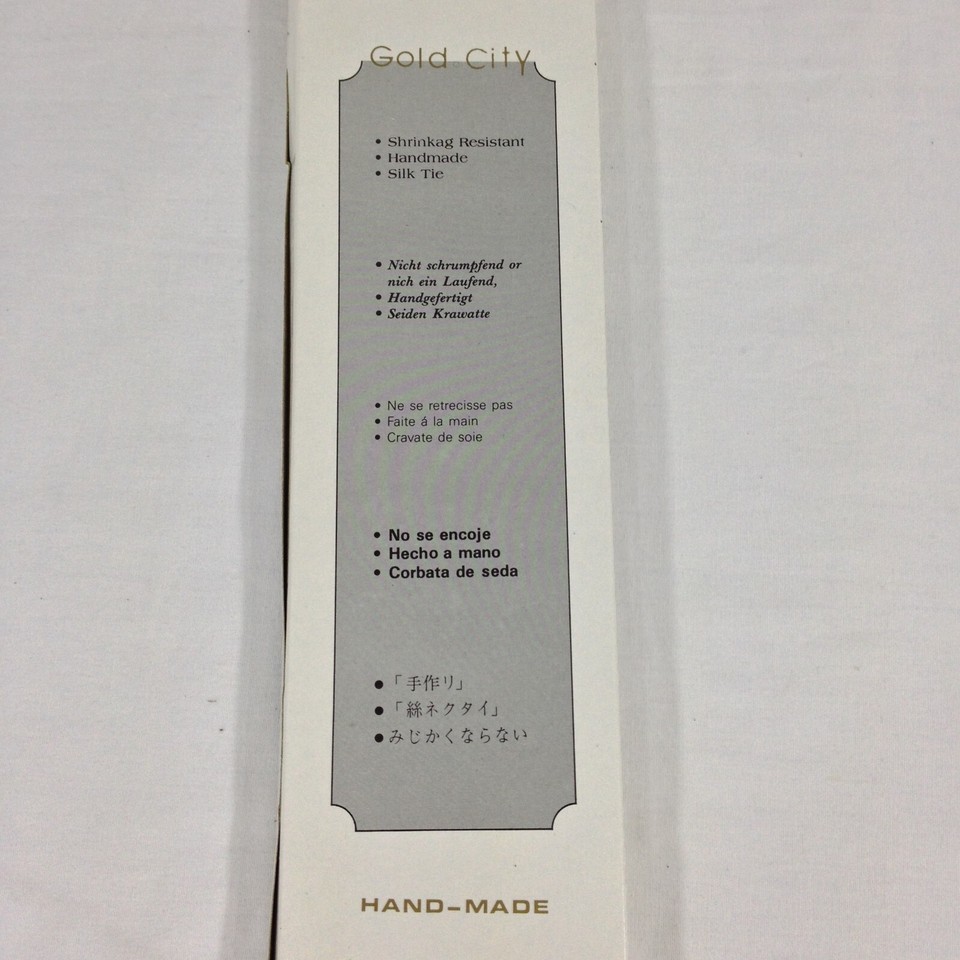 Gold City
• Shrinkag Resistant
• Handmade
• Silk Tie
• Nicht schrumpfend or
nich ein Laufend,
• Handgefertigt
• Seiden Krawatte
• Ne se retrecisse pas
• Faite á la main
• Cravate de soie
• No se encoje
• Hecho a mano
• Corbata de seda
●「手作リ」
●「絲ネクタイ」
●みじかくならない
HAND-MADE